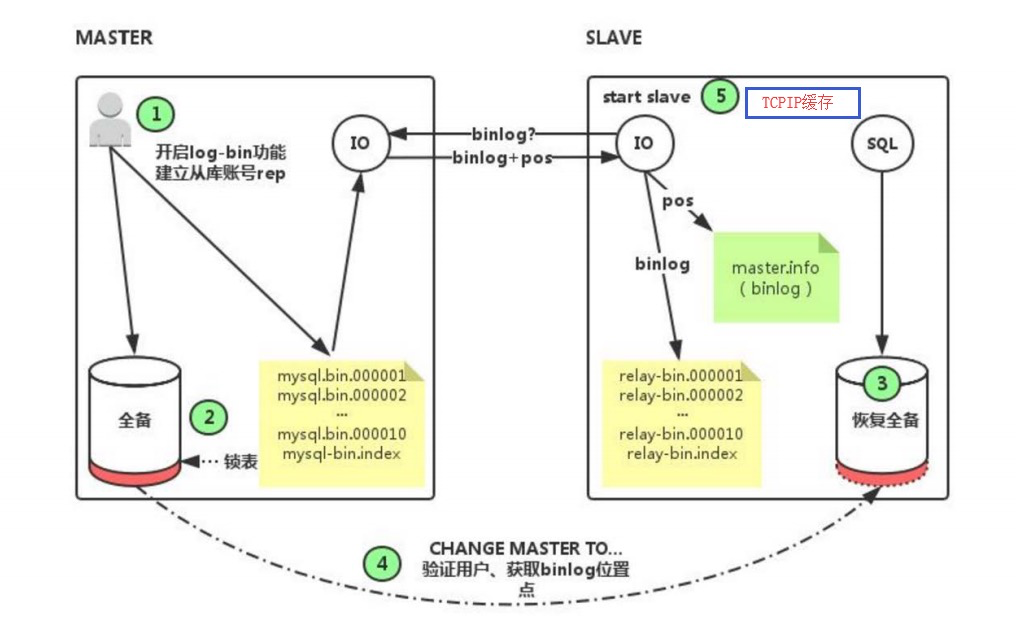 MASTER
SLAVE
1
开启log-bin功能
建立从库账号rep
IO
binlog?
binlog+pos
start slave
5
TCPIP缓存
IO
SQL
pos
binlog
master.info
( binlog )
全备
2
锁表
mysql.bin.000001
mysql.bin.000002
...
mysql.bin.000010
mysql-bin.index
relay-bin.000001
relay-bin.000002
...
relay-bin.000010
relay-bin.index
3
恢复全备
4
CHANGE MASTER TO...
验证用户、获取binlog位置
点